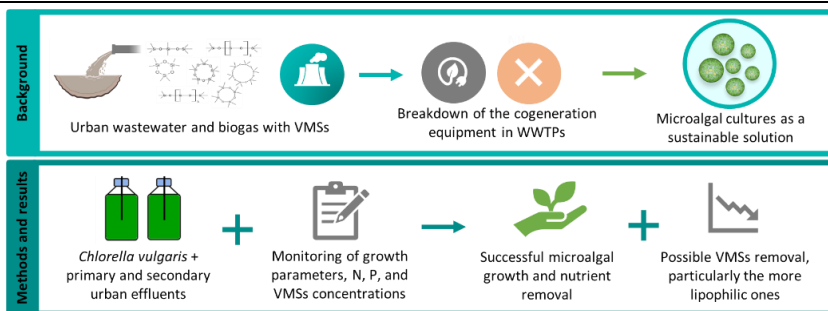 Background
Urban wastewater and biogas with VMSs
Breakdown of the cogeneration
equipment in WWTPs
Microalgal cultures as a
sustainable solution
Methods and results
Chlorella vulgaris +
primary and secondary
urban effluents
Monitoring of growth
parameters, N, P, and
VMSs concentrations
Successful microalgal
growth and nutrient
removal
Possible VMSs removal,
particularly the more
lipophilic ones